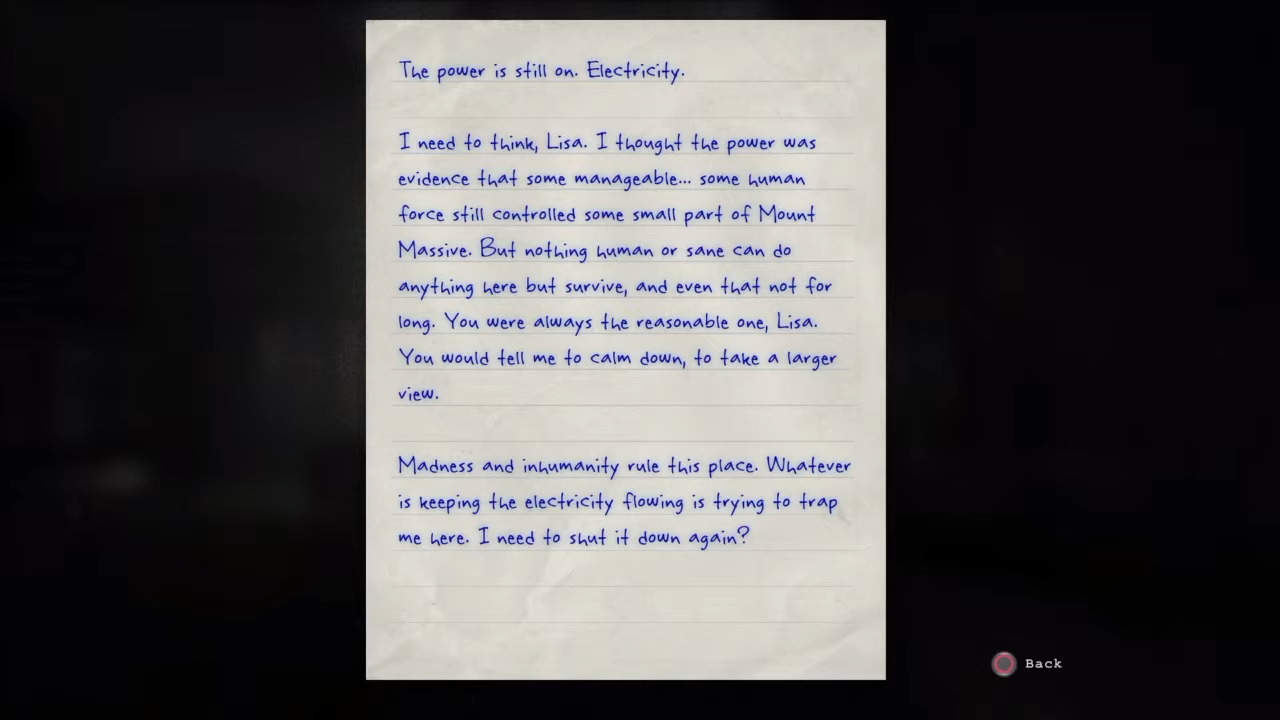 The power is still on. Electricity.
I need to think, Lisa. I thought the power was
evidence that some manageable... some human
force still controlled some small part of Mount
Massive. But nothing human or sane can do
anything here but survive, and even that not for
long. You were always the reasonable one, Lisa.
You would tell me to calm down, to take a larger
view.
Madness and inhumanity rule this place. Whatever
is keeping the electricity flowing is trying to trap
me here. I need to shut it down again?
Back